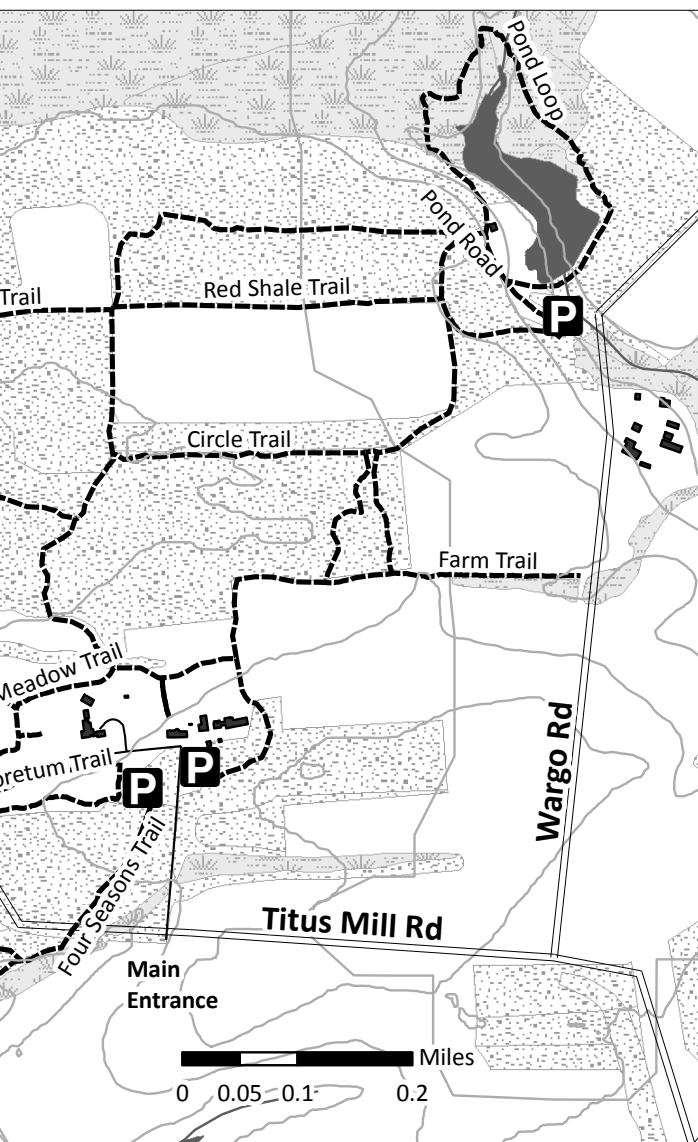 Pond Loop
Pond Road
Trail
Red Shale Trail
P
Circle Trail
Farm Trail
Meadow Trail
oretum Trail
P
P
Wargo Rd
Four Seasons Trail
Titus Mill Rd
Main
Entrance
Miles
0 0.05 0.1 0.2